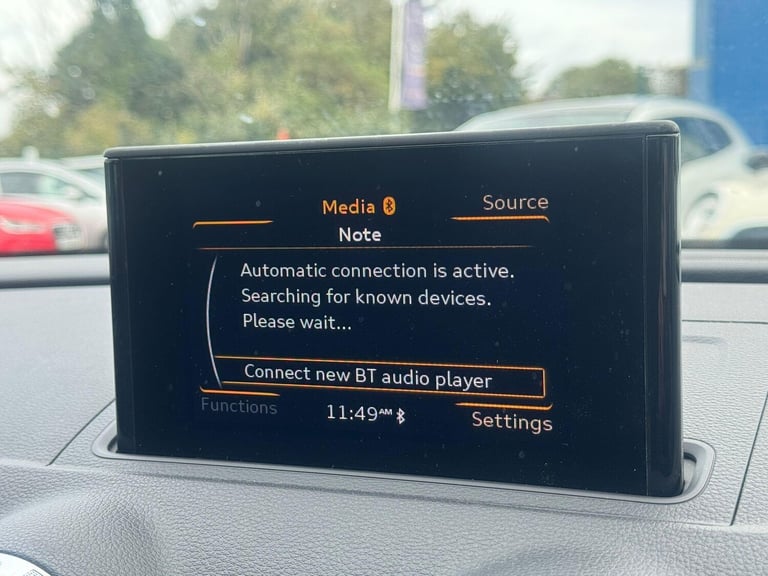 Media
Source
Note
Automatic connection is active.
Searching for known devices.
Please wait...
Connect new BT audio player
Functions
11:49AM
Settings